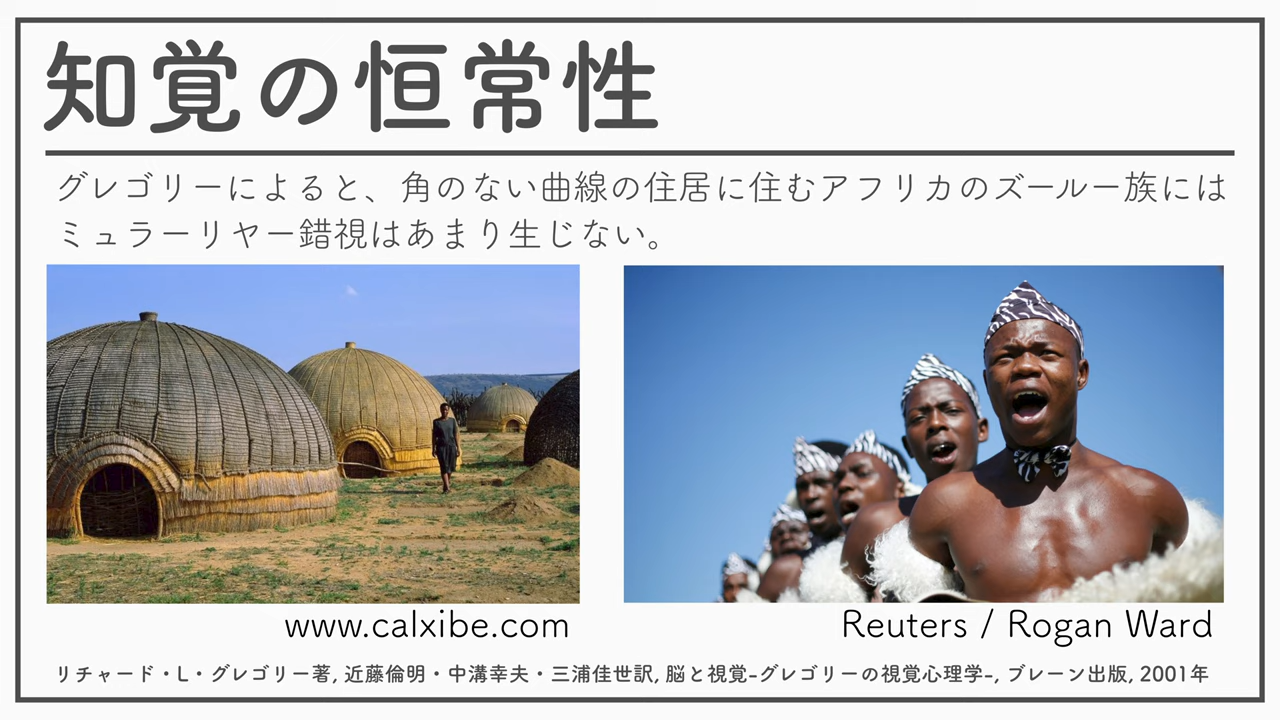 知覚の恒常性
グレゴリーによると、角のない曲線の住居に住むアフリカのズールー族には
ミュラーリヤー錯視はあまり生じない。
www.calxibe.com
Reuters / Rogan Ward
リチャード・L・グレゴリー著, 近藤倫明・中溝幸夫・三浦佳世訳, 脳と視覚-グレゴリーの視覚心理学-, ブレーン出版, 2001年